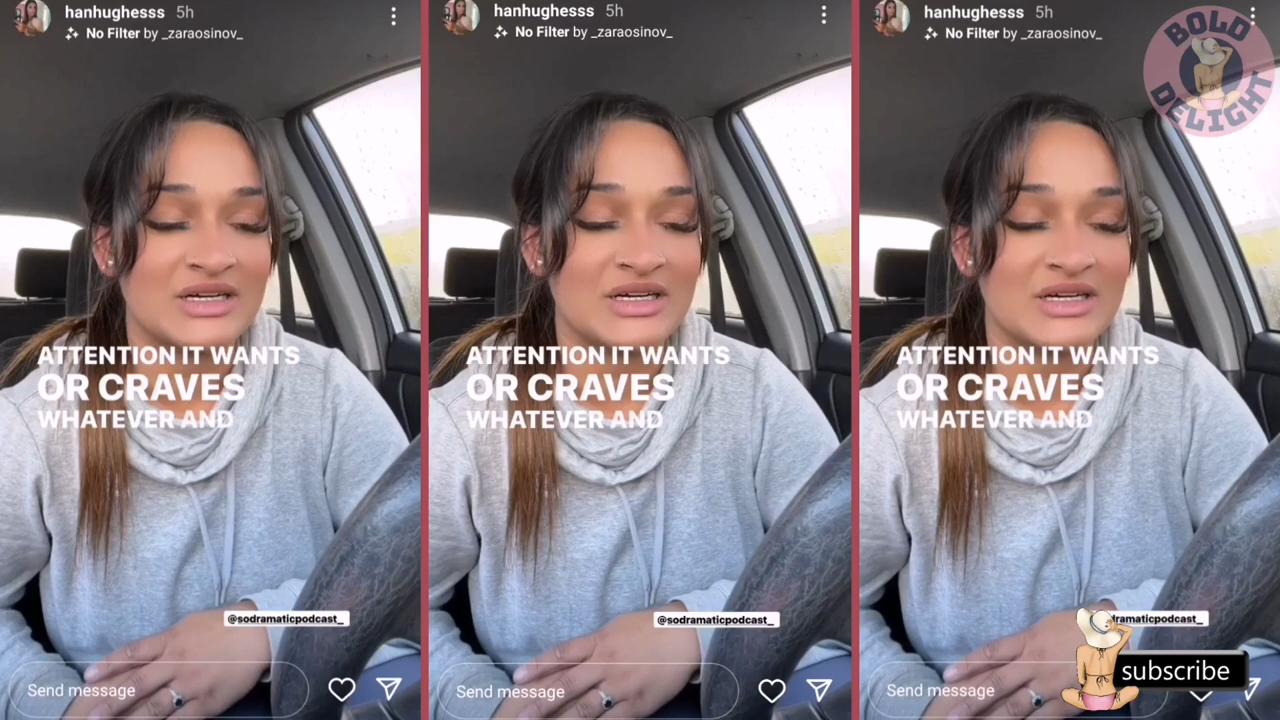 hanhughesss 5h
No Filter by _zaraosinov_
ATTENTION IT WANTS
OR CRAVES
WHATEVER AND
@sodramaticpodcast_
Send message
hanhughesss 5h
No Filter by _zaraosinov_
ATTENTION IT WANTS
OR CRAVES
WHATEVER AND
@sodramaticpodcast_
Send message
hanhughesss 5h
No Filter by _zaraosinov_
BOLD
DELIGHT
ATTENTION IT WANTS
OR CRAVES
WHATEVER AND
dramaticpodcast_
Send message
subscribe